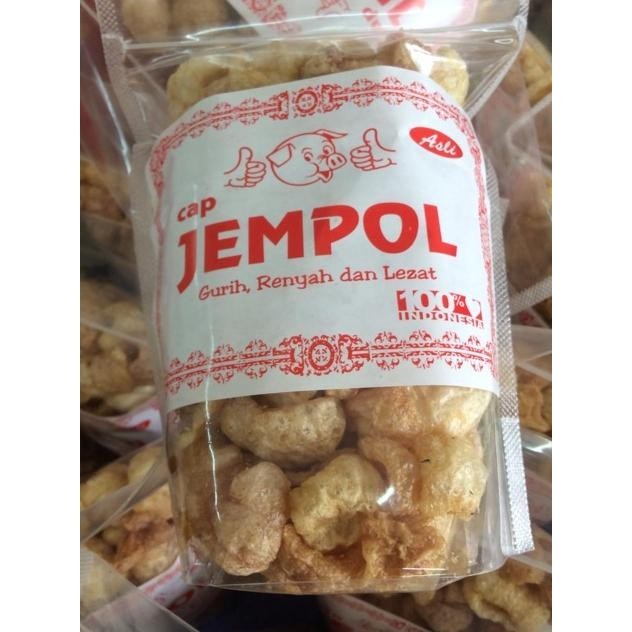 Asli
cap
JEMPOL
Gurih, Renyah dan Lezat
100%
INDONESIA